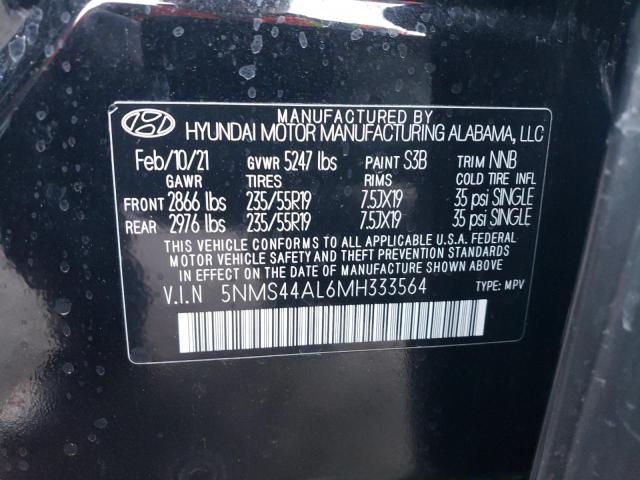 MANUFACTURED BY
HYUNDAI MOTOR MANUFACTURING ALABAMA, LLC
Feb/10/21 GVWR 5247 lbs PAINT S3B TRIM NNB
GAWR TIRES RIMS COLD TIRE INFL
FRONT 2866 lbs 235/55R19 7.5JX19 35 psi SINGLE
REAR 2976 lbs 235/55R19 7.5JX19 35 psi SINGLE
THIS VEHICLE CONFORMS TO ALL APPLICABLE U.S.A. FEDERAL
MOTOR VEHICLE SAFETY AND THEFT PREVENTION STANDARDS
IN EFFECT ON THE DATE OF MANUFACTURE SHOWN ABOVE.
V.I.N 5NMS44AL6MH333564 TYPE: MPV